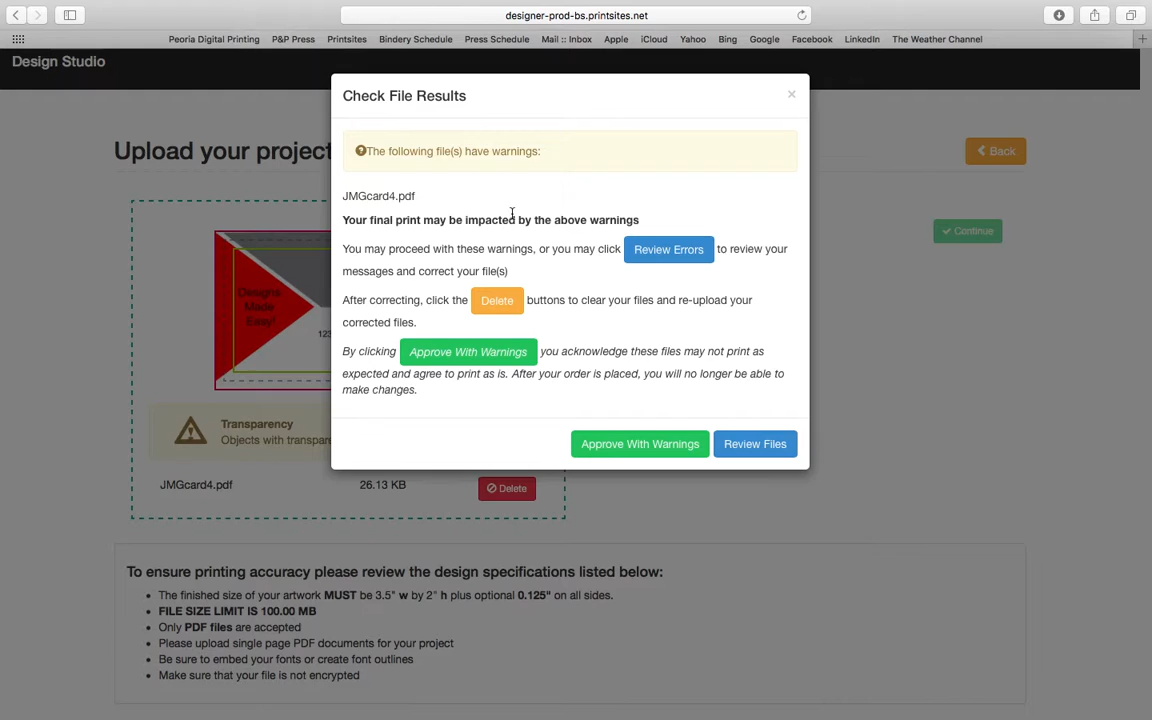 designer-prod-bs.printsites.net
Peoria Digital Printing P&P Press Printsites Bindery Schedule Press Schedule Mail :: Inbox Apple iCloud Yahoo Bing Google Facebook LinkedIn The Weather Channel
Design Studio
Check File Results
×
The following file(s) have warnings:
Upload your project
Back
JMGcard4.pdf
Your final print may be impacted by the above warnings
Continue
You may proceed with these warnings, or you may click Review Errors to review your
messages and correct your file(s)
After correcting, click the Delete buttons to clear your files and re-upload your
corrected files.
By clicking Approve With Warnings you acknowledge these files may not print as
expected and agree to print as is. After your order is placed, you will no longer be able to
make changes.
Approve With Warnings Review Files
Designs
Made
Easy!
123
Transparency
Objects with transpare
JMGcard4.pdf 26.13 KB Delete
To ensure printing accuracy please review the design specifications listed below:
• The finished size of your artwork MUST be 3.5" w by 2" h plus optional 0.125" on all sides.
• FILE SIZE LIMIT IS 100.00 MB
• Only PDF files are accepted
• Please upload single page PDF documents for your project
• Be sure to embed your fonts or create font outlines
• Make sure that your file is not encrypted